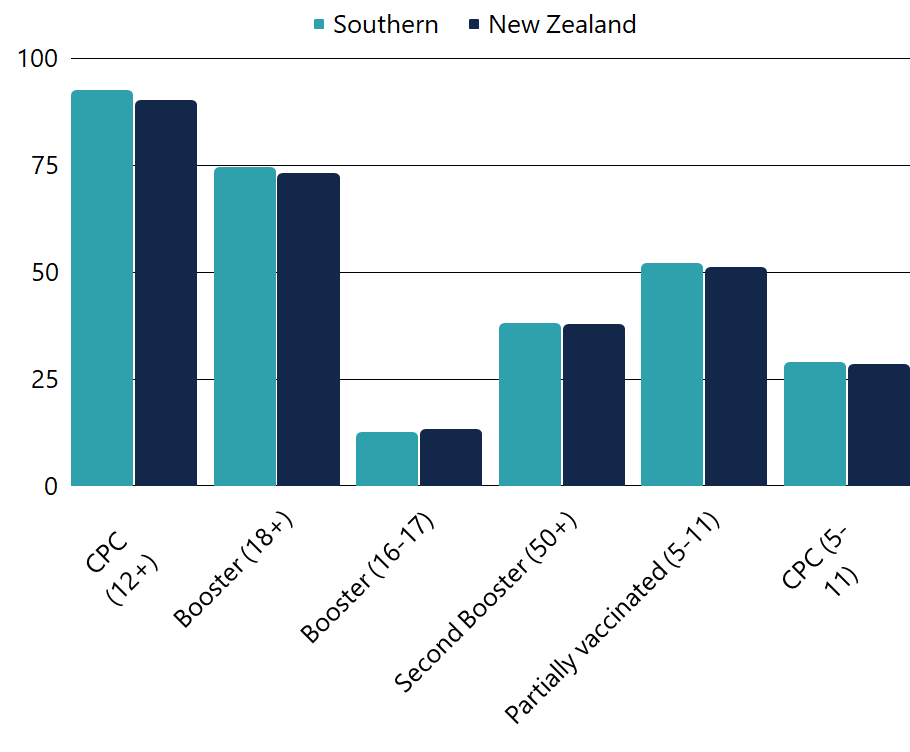 Southern New Zealand
100
75
50
25
0
CPC
(12+)
Booster (18+)
Booster (16-17)
Second Booster (50+)
Partially vaccinated (5-11)
CPC (5-
11)